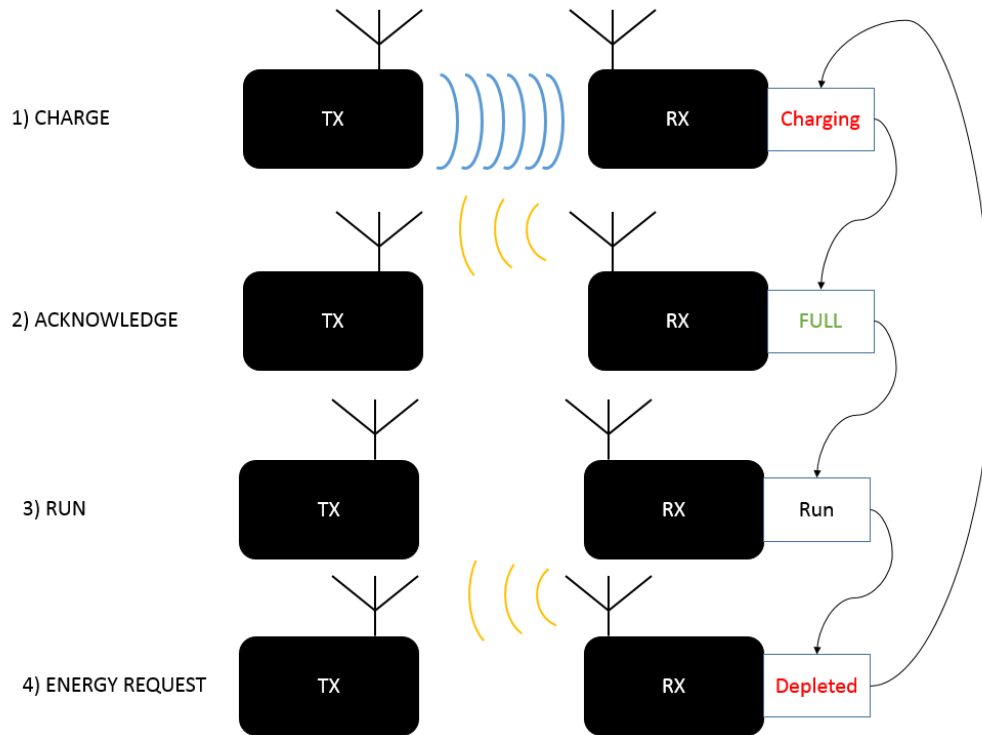 1) CHARGE
TX
RX
Charging
2) ACKNOWLEDGE
TX
RX
FULL
3) RUN
TX
RX
Run
4) ENERGY REQUEST
TX
RX
Depleted